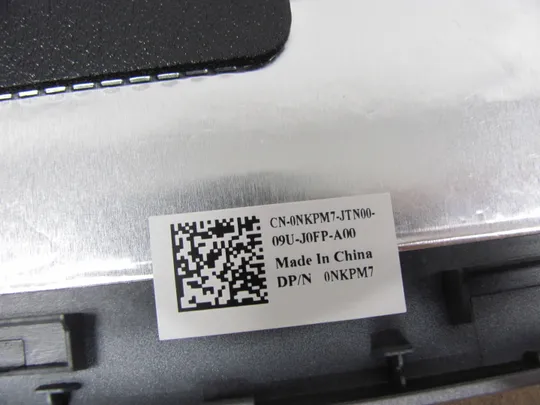 CN-0NKPM7-JTN00-
09U-J0FP-A00
Made In China
DP/N 0NKPM7